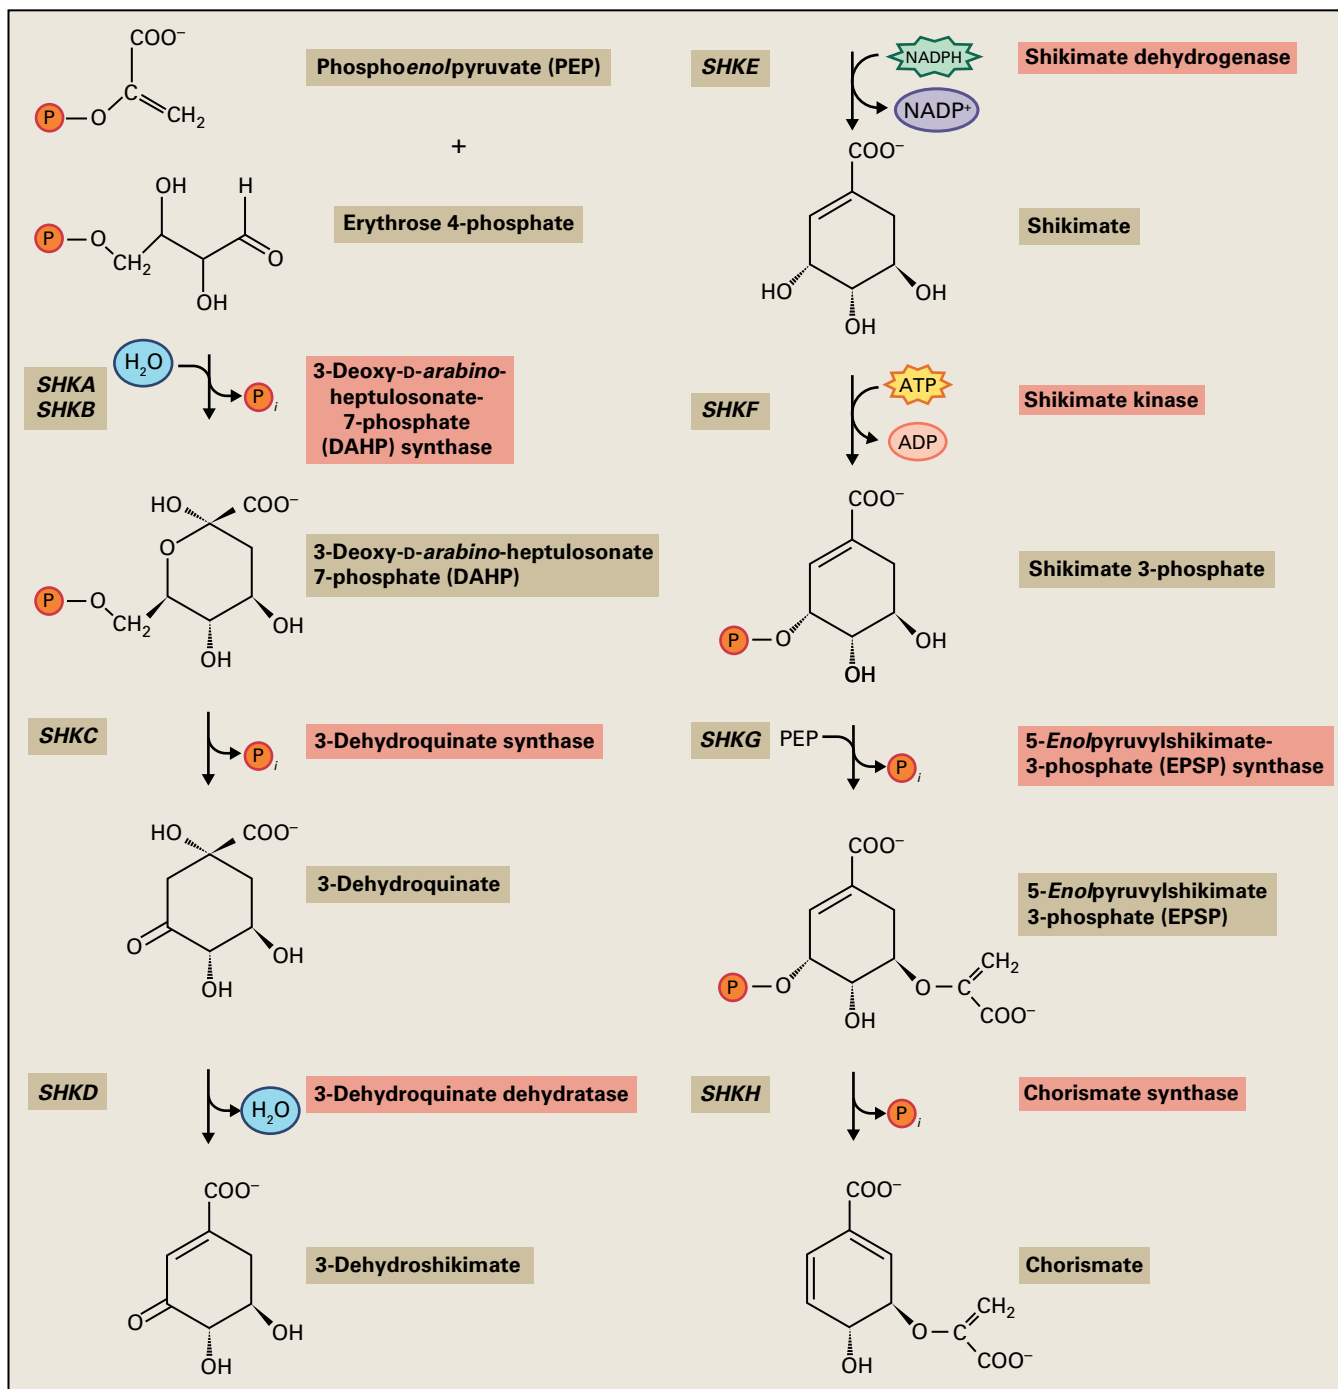 COO⁻
Phosphoenolpyruvate (PEP)
C
P
O
CH₂
+
OH
H
Erythrose 4-phosphate
P
O
CH₂
O
OH
H₂O
SHKA
SHKB
P i
3-Deoxy-D-arabino-
heptulosonate-
7-phosphate
(DAHP) synthase
HO
COO⁻
O
3-Deoxy-D-arabino-heptulosonate
7-phosphate (DAHP)
P
O
CH₂
OH
OH
SHKC
3-Dehydroquinate synthase
P i
HO
COO⁻
3-Dehydroquinate
O
OH
OH
SHKD
H₂O
3-Dehydroquinate dehydratase
COO⁻
3-Dehydroshikimate
O
OH
OH
SHKE
NADPH
NADP⁺
Shikimate dehydrogenase
COO⁻
Shikimate
HO
OH
OH
SHKF
ATP
ADP
Shikimate kinase
COO⁻
Shikimate 3-phosphate
P
O
OH
OH
SHKG
PEP
P i
5-Enolpyruvylshikimate-
3-phosphate (EPSP) synthase
COO⁻
5-Enolpyruvylshikimate
3-phosphate (EPSP)
CH₂
P
O
O
C
OH
COO⁻
SHKH
P i
Chorismate synthase
COO⁻
Chorismate
CH₂
O
C
OH
COO⁻